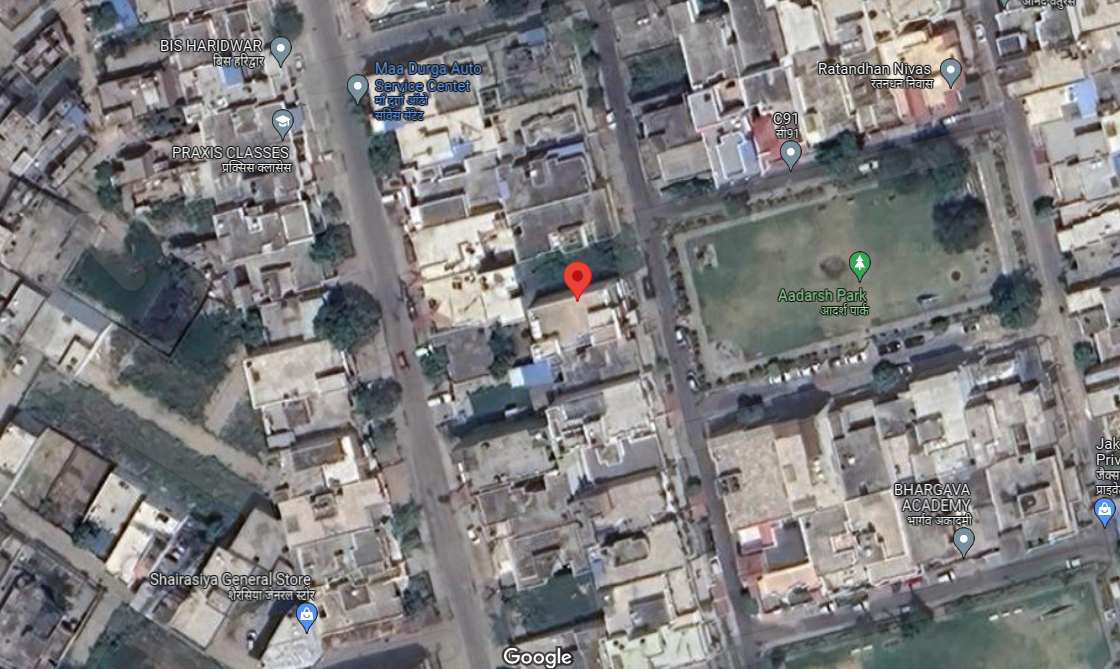 BIS HARIDWAR
बिस हरिद्वार
Maa Durga Auto
Service Centet
माँ दुर्गा ऑटो
सर्विस सेंटेट
PRAXIS CLASSES
प्रक्सिस क्लासेस
Ratandhan Nivas
रतनधन निवास
C91
सी91
Aadarsh Park
आदर्श पार्क
BHARGAVA
ACADEMY
भार्गव अकादमी
Shairasiya General Store
शैरसिया जनरल स्टोर
Google